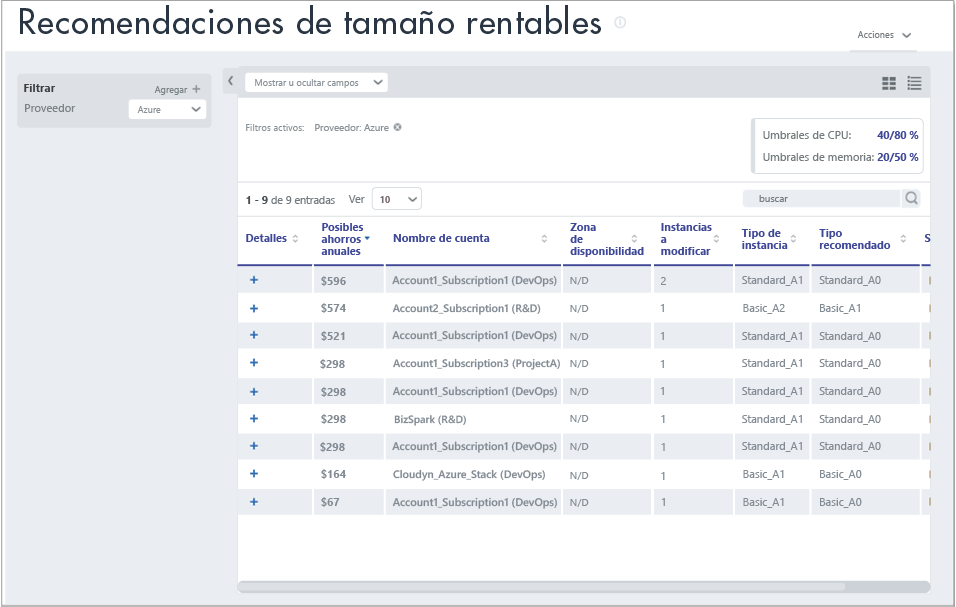 Recomendaciones de tamaño rentables
Acciones
Filtrar
Agregar +
Proveedor
Azure
Mostrar u ocultar campos
Filtros activos: Proveedor: Azure
Umbrales de CPU: 40/80 %
Umbrales de memoria: 20/50 %
1 - 9 de 9 entradas Ver 10
buscar
Detalles
Posibles
ahorros
anuales
Nombre de cuenta
Zona
de
disponibilidad
Instancias
a
modificar
Tipo de
instancia
Tipo
recomendado
S
+ $596 Account1_Subscription1 (DevOps) N/D 2 Standard_A1 Standard_A0
+ $574 Account2_Subscription1 (R&D) N/D 1 Basic_A2 Basic_A1
+ $521 Account1_Subscription1 (DevOps) N/D 1 Standard_A1 Standard_A0
+ $298 Account1_Subscription3 (ProjectA) N/D 1 Standard_A1 Standard_A0
+ $298 Account1_Subscription1 (DevOps) N/D 1 Standard_A1 Standard_A0
+ $298 BizSpark (R&D) N/D 1 Standard_A1 Standard_A0
+ $298 Account1_Subscription1 (DevOps) N/D 1 Standard_A1 Standard_A0
+ $164 Cloudyn_Azure_Stack (DevOps) N/D 1 Basic_A1 Basic_A0
+ $67 Account1_Subscription1 (DevOps) N/D 1 Basic_A1 Basic_A0